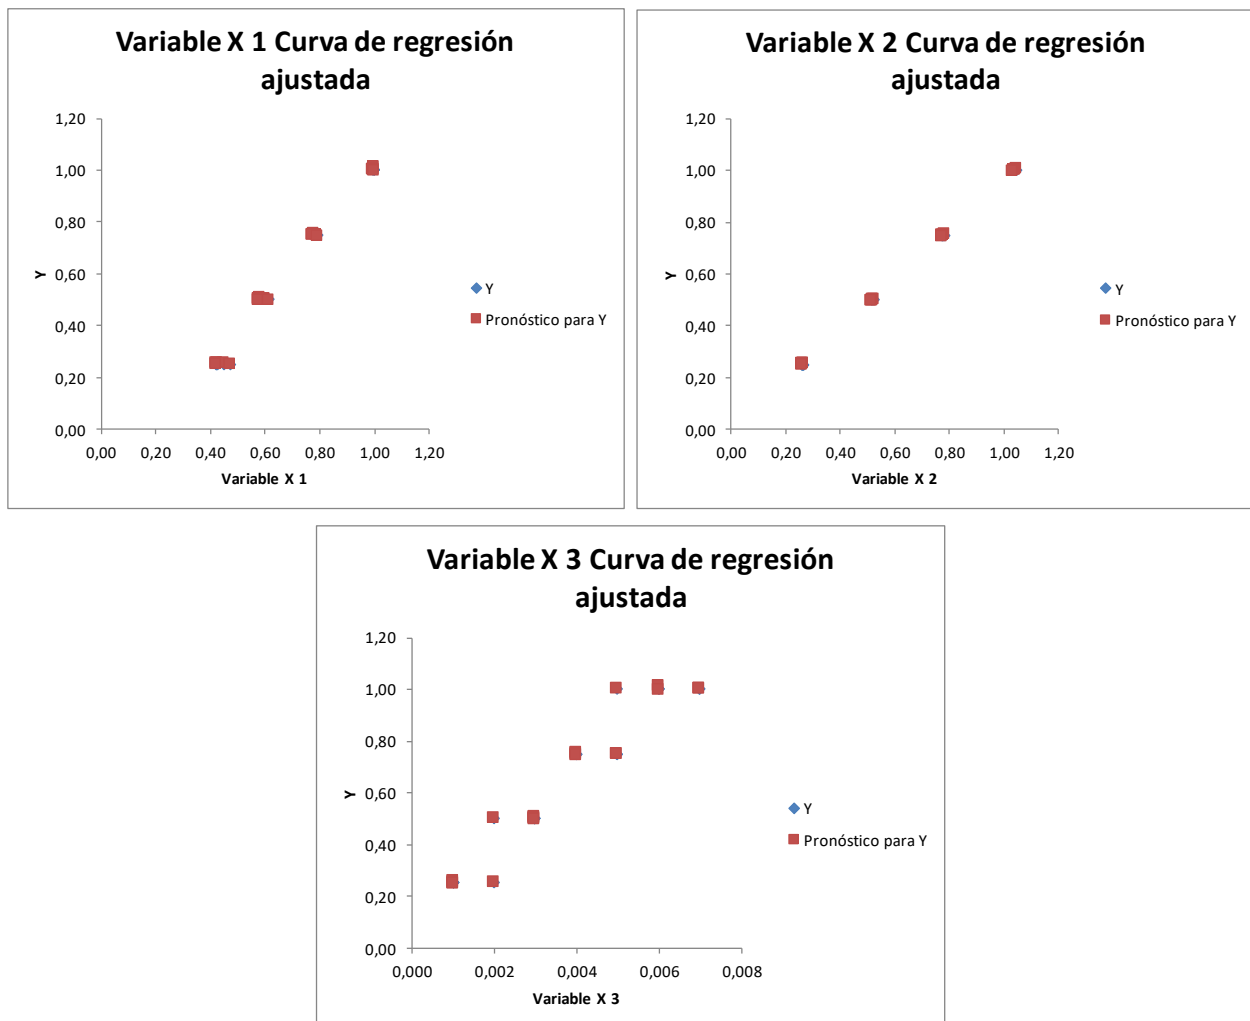 Variable X 1 Curva de regresión
ajustada
1,20
1,00
0,80
0,60
0,40
0,20
0,00
Y
0,00 0,20 0,40 0,60 0,80 1,00 1,20
Variable X 1
Y
Pronóstico para Y
Variable X 2 Curva de regresión
ajustada
1,20
1,00
0,80
0,60
0,40
0,20
0,00
Y
0,00 0,20 0,40 0,60 0,80 1,00 1,20
Variable X 2
Y
Pronóstico para Y
Variable X 3 Curva de regresión
ajustada
1,20
1,00
0,80
0,60
0,40
0,20
0,00
Y
0,000 0,002 0,004 0,006 0,008
Variable X 3
Y
Pronóstico para Y